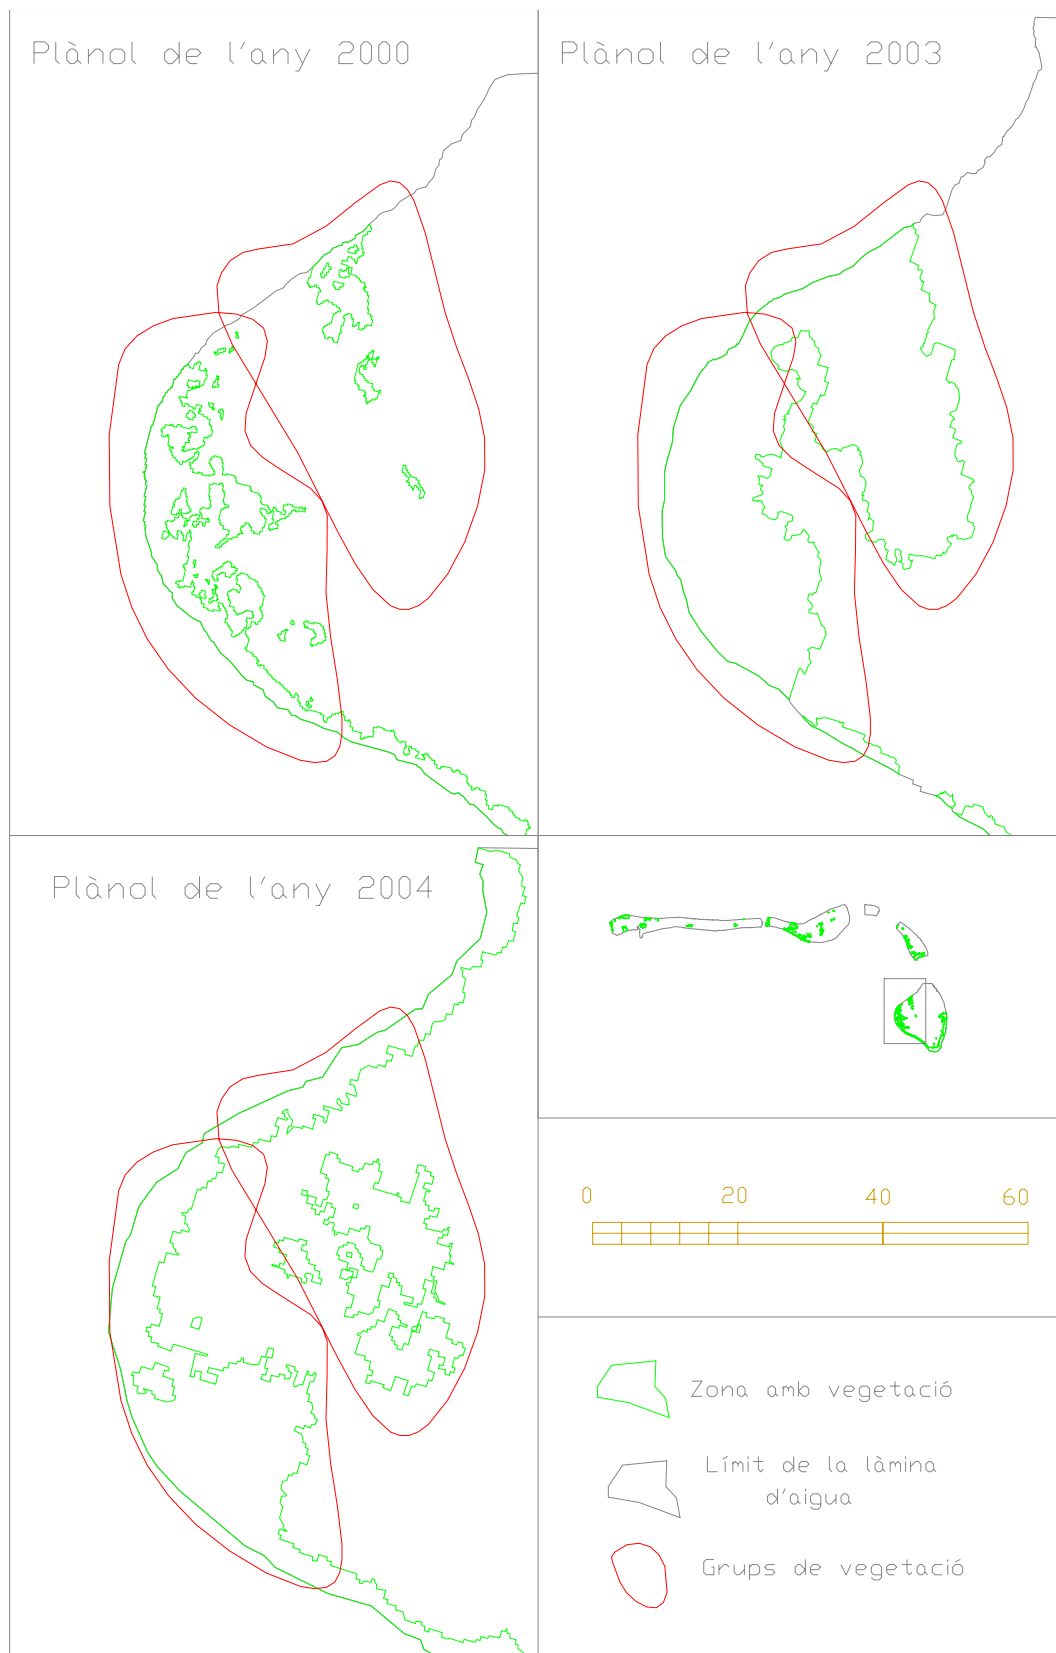 Plànol de l'any 2000
Plànol de l'any 2003
Plànol de l'any 2004
0 20 40 60
Zona amb vegetació
Límit de la làmina
d'aigua
Grups de vegetació